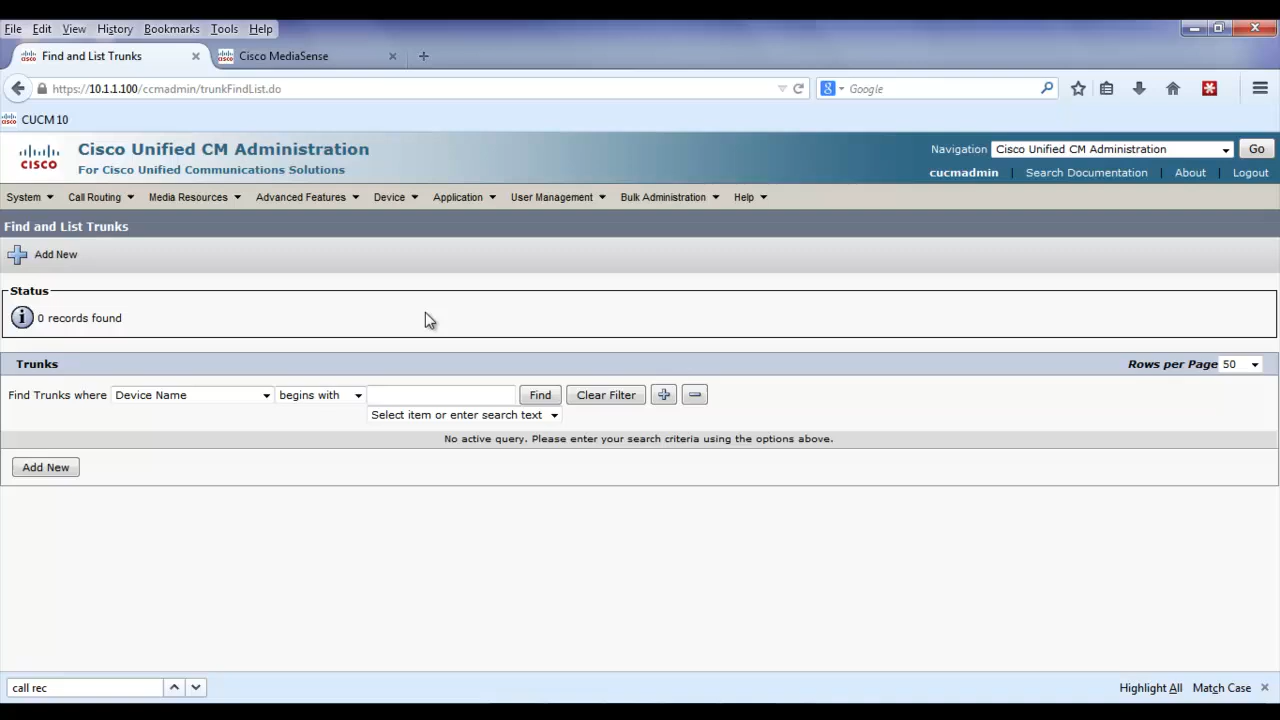 File Edit View History Bookmarks Tools Help
Find and List Trunks
Cisco MediaSense
https://10.1.1.100/ccmadmin/trunkFindList.do
Google
CUCM 10
CISCO
Cisco Unified CM Administration
For Cisco Unified Communications Solutions
Navigation Cisco Unified CM Administration Go
cucmadmin | Search Documentation | About | Logout
System Call Routing Media Resources Advanced Features Device Application User Management Bulk Administration Help
Find and List Trunks
Add New
Status
0 records found
Trunks Rows per Page 50
Find Trunks where Device Name begins with Find Clear Filter
Select item or enter search text
No active query. Please enter your search criteria using the options above.
Add New
call rec Highlight All Match Case